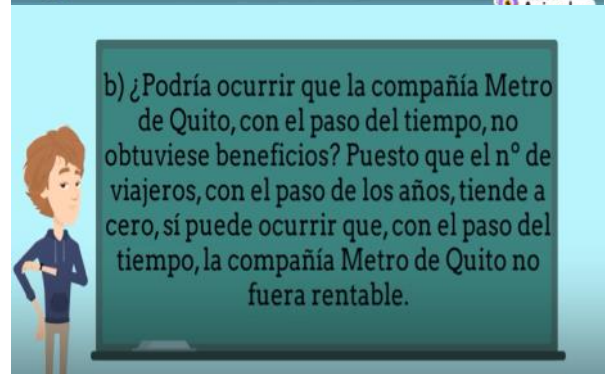 b) ¿Podría ocurrir que la compañía Metro
de Quito, con el paso del tiempo, no
obtuviese beneficios? Puesto que el nº de
viajeros, con el paso de los años, tiende a
cero, sí puede ocurrir que, con el paso del
tiempo, la compañía Metro de Quito no
fuera rentable.